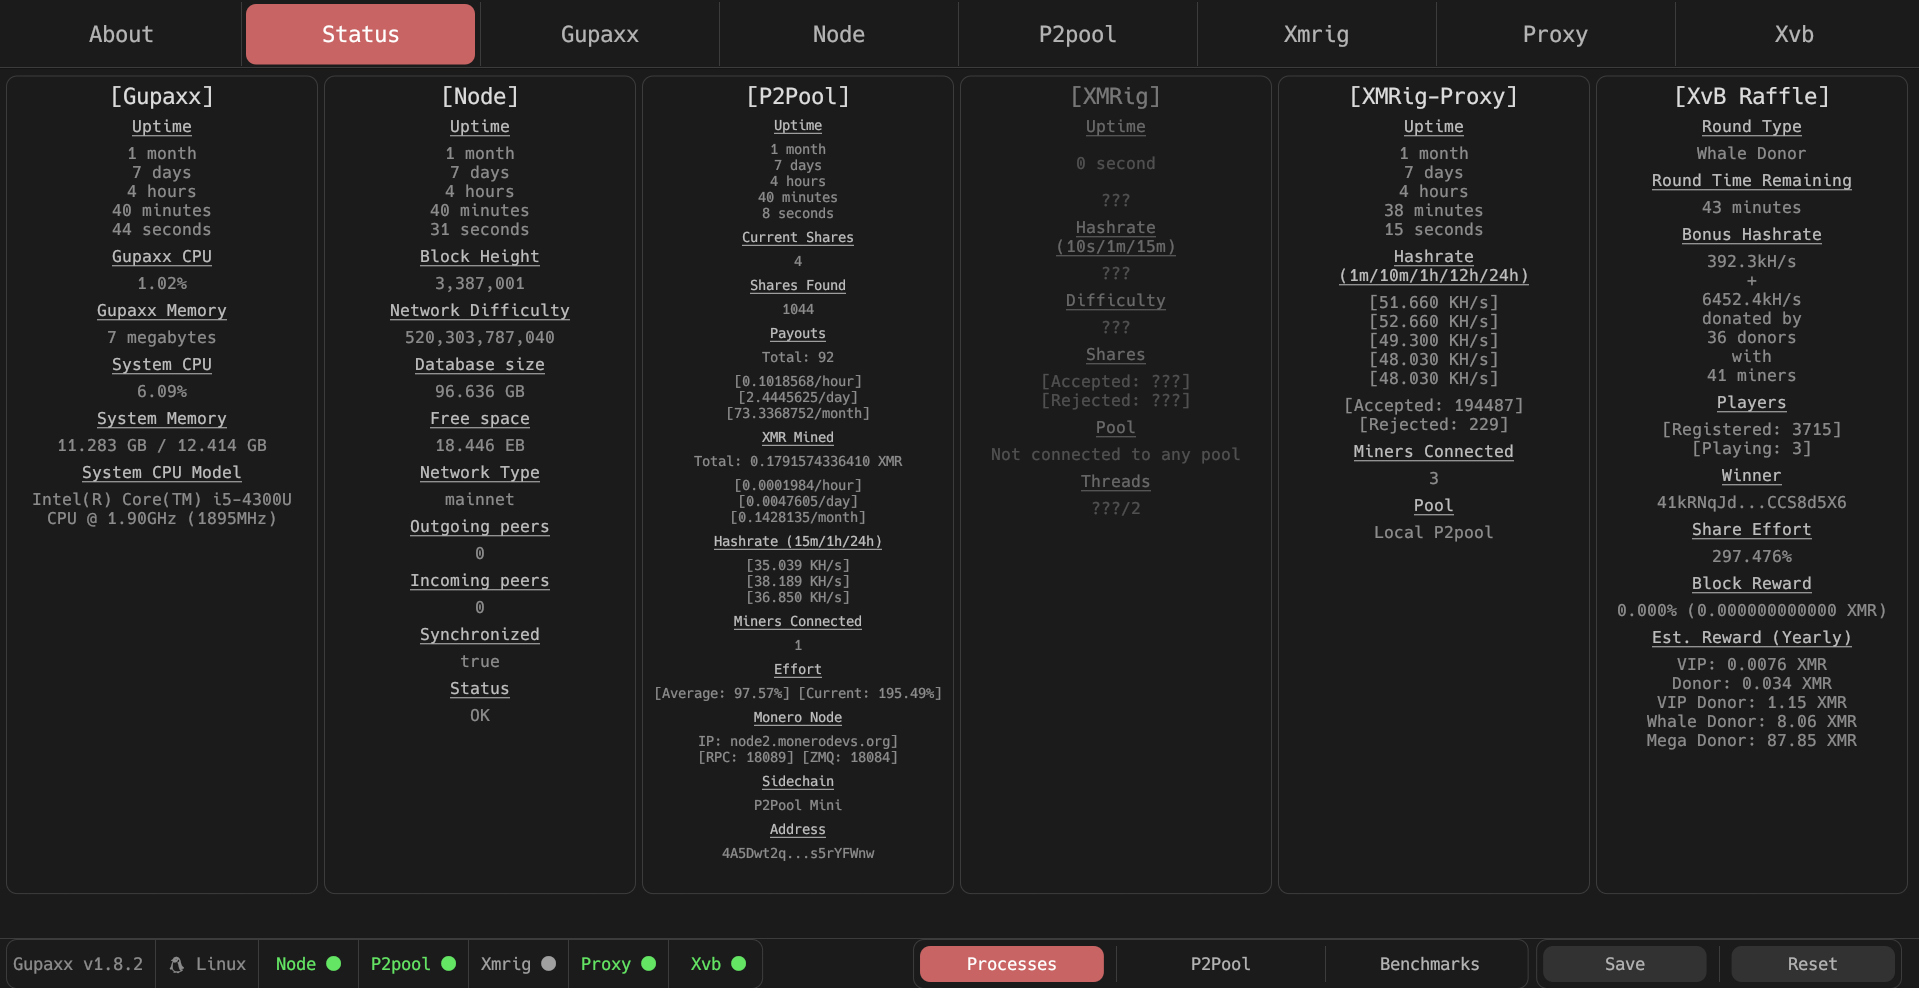 About
Status
Gupaxx
Node
P2pool
Xmrig
Proxy
Xvb
[Gupaxx]
Uptime
1 month
7 days
4 hours
40 minutes
44 seconds
Gupaxx CPU
1.02%
Gupaxx Memory
7 megabytes
System CPU
6.09%
System Memory
11.283 GB / 12.414 GB
System CPU Model
Intel(R) Core(TM) i5-4300U
CPU @ 1.90GHz (1895MHz)
[Node]
Uptime
1 month
7 days
4 hours
40 minutes
31 seconds
Block Height
3,387,001
Network Difficulty
520,303,787,040
Database size
96.636 GB
Free space
18.446 EB
Network Type
mainnet
Outgoing peers
0
Incoming peers
0
Synchronized
true
Status
OK
[P2Pool]
Uptime
1 month
7 days
4 hours
40 minutes
8 seconds
Current Shares
4
Shares Found
1044
Payouts
Total: 92
[0.1018568/hour]
[2.4445625/day]
[73.3368752/month]
XMR Mined
Total: 0.1791574336410 XMR
[0.0001984/hour]
[0.0047605/day]
[0.1428135/month]
Hashrate (15m/1h/24h)
[35.039 KH/s]
[38.189 KH/s]
[36.850 KH/s]
Miners Connected
1
Effort
[Average: 97.57%] [Current: 195.49%]
Monero Node
IP: node2.monerodevs.org]
[RPC: 18089] [ZMQ: 18084]
Sidechain
P2Pool Mini
Address
4A5Dwt2q...s5rYFWnw
[XMRig]
Uptime
0 second
???
Hashrate
(10s/1m/15m)
???
Difficulty
???
Shares
[Accepted: ???]
[Rejected: ???]
Pool
Not connected to any pool
Threads
???/2
[XMRig-Proxy]
Uptime
1 month
7 days
4 hours
38 minutes
15 seconds
Hashrate
(1m/10m/1h/12h/24h)
[51.660 KH/s]
[52.660 KH/s]
[49.300 KH/s]
[48.030 KH/s]
[48.030 KH/s]
[Accepted: 194487]
[Rejected: 229]
Miners Connected
3
Pool
Local P2pool
[XvB Raffle]
Round Type
Whale Donor
Round Time Remaining
43 minutes
Bonus Hashrate
392.3kH/s
+
6452.4kH/s
donated by
36 donors
with
41 miners
Players
[Registered: 3715]
[Playing: 3]
Winner
41kRNqJd...CCS8d5X6
Share Effort
297.476%
Block Reward
0.000% (0.000000000000 XMR)
Est. Reward (Yearly)
VIP: 0.0076 XMR
Donor: 0.034 XMR
VIP Donor: 1.15 XMR
Whale Donor: 8.06 XMR
Mega Donor: 87.85 XMR
Gupaxx v1.8.2
Linux
Node
P2pool
Xmrig
Proxy
Xvb
Processes
P2Pool
Benchmarks
Save
Reset